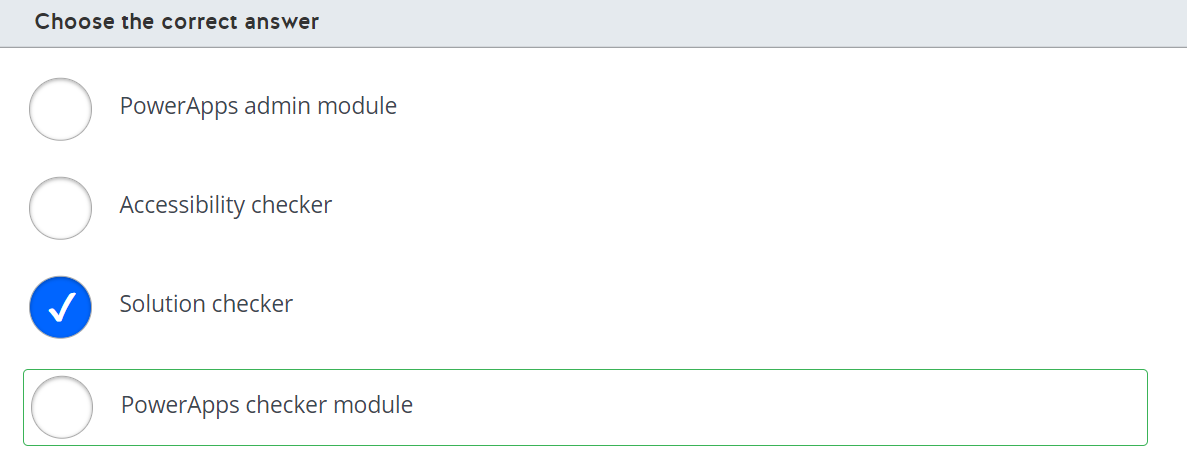 Choose the correct answer
PowerApps admin module
Accessibility checker
Solution checker
PowerApps checker module